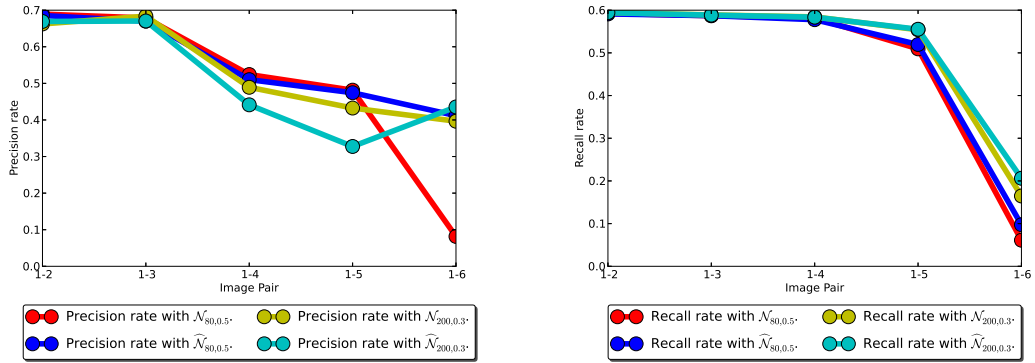 0.7
0.6
0.5
0.4
0.3
0.2
0.1
0.0
Precision rate
1-2 1-3 1-4 1-5 1-6
Image Pair
Precision rate with 𝒩80,0.5.
Precision rate with 𝒩200,0.3.
Precision rate with 𝒩̂80,0.5.
Precision rate with 𝒩̂200,0.3.
0.6
0.5
0.4
0.3
0.2
0.1
0.0
Recall rate
1-2 1-3 1-4 1-5 1-6
Image Pair
Recall rate with 𝒩80,0.5.
Recall rate with 𝒩200,0.3.
Recall rate with 𝒩̂80,0.5.
Recall rate with 𝒩̂200,0.3.